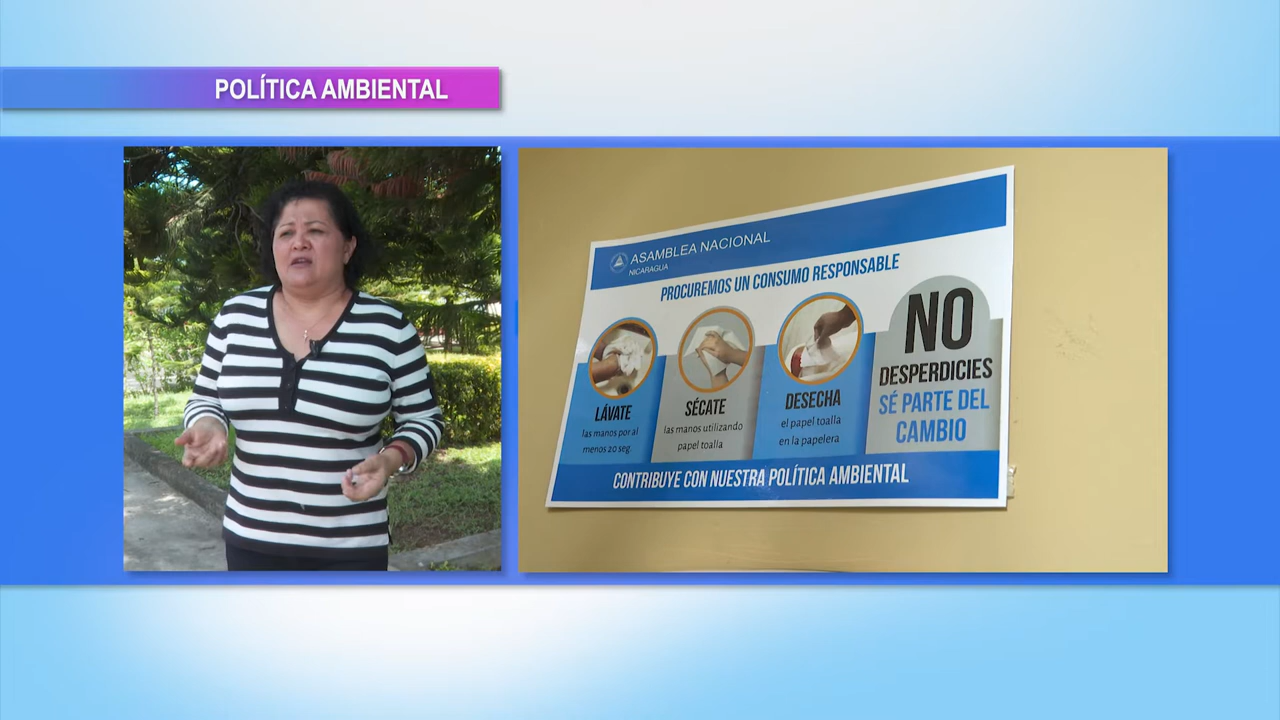 POLÍTICA AMBIENTAL
ASAMBLEA NACIONAL
NICARAGUA
PROCUREMOS UN CONSUMO RESPONSABLE
LÁVATE
las manos por al
menos 20 seg.
SÉCATE
las manos utilizando
papel toalla
DESECHA
el papel toalla
en la papelera
NO
DESPERDICIES
SÉ PARTE DEL
CAMBIO
CONTRIBUYE CON NUESTRA POLÍTICA AMBIENTAL